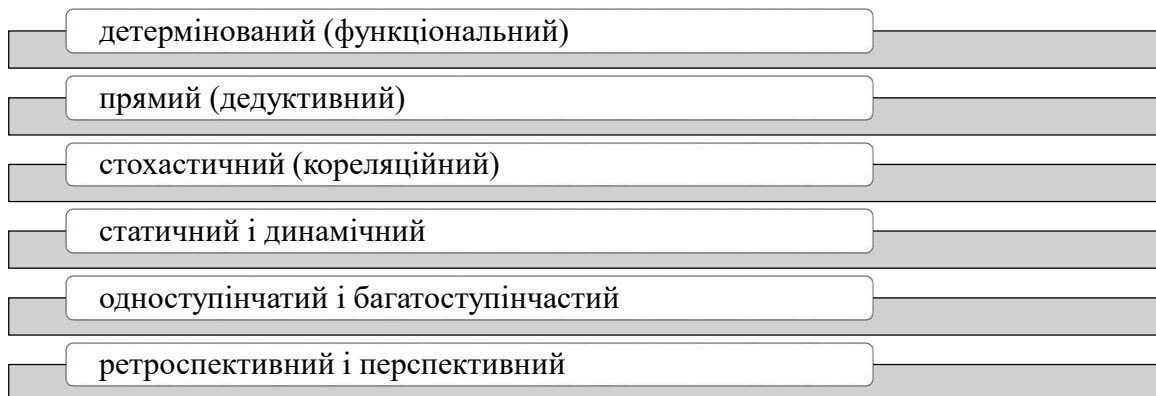 детермінований (функціональний)
прямий (дедуктивний)
стохастичний (кореляційний)
статичний і динамічний
одноступінчатий і багатоступінчастий
ретроспективний і перспективний